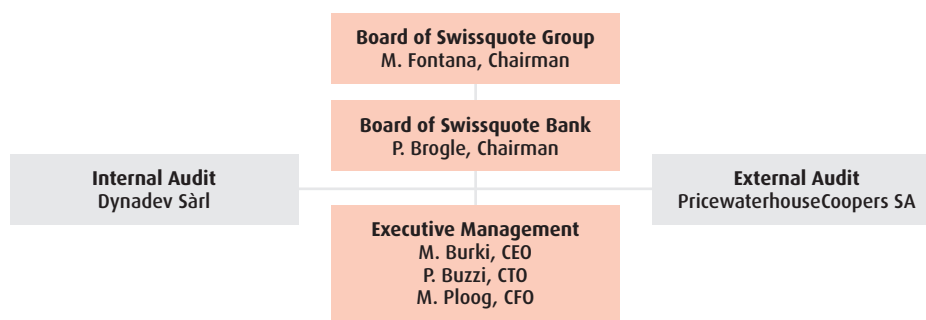 Board of Swissquote Group
M. Fontana, Chairman
Board of Swissquote Bank
P. Brogle, Chairman
Internal Audit
Dynadev Sàrl
External Audit
PricewaterhouseCoopers SA
Executive Management
M. Burki, CEO
P. Buzzi, CTO
M. Ploog, CFO